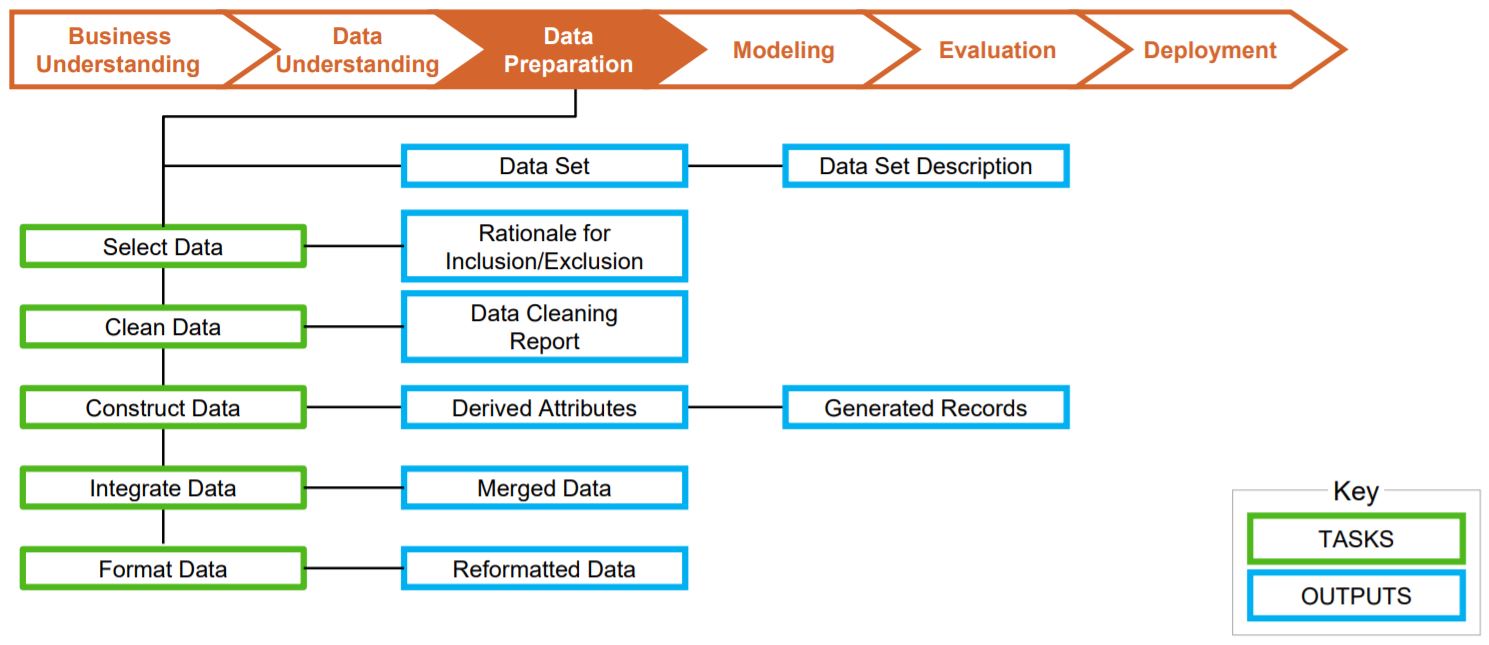 Business
Understanding
Data
Understanding
Data
Preparation
Modeling
Evaluation
Deployment
Data Set
Data Set Description
Select Data
Rationale for
Inclusion/Exclusion
Clean Data
Data Cleaning
Report
Construct Data
Derived Attributes
Generated Records
Integrate Data
Merged Data
Format Data
Reformatted Data
Key
TASKS
OUTPUTS